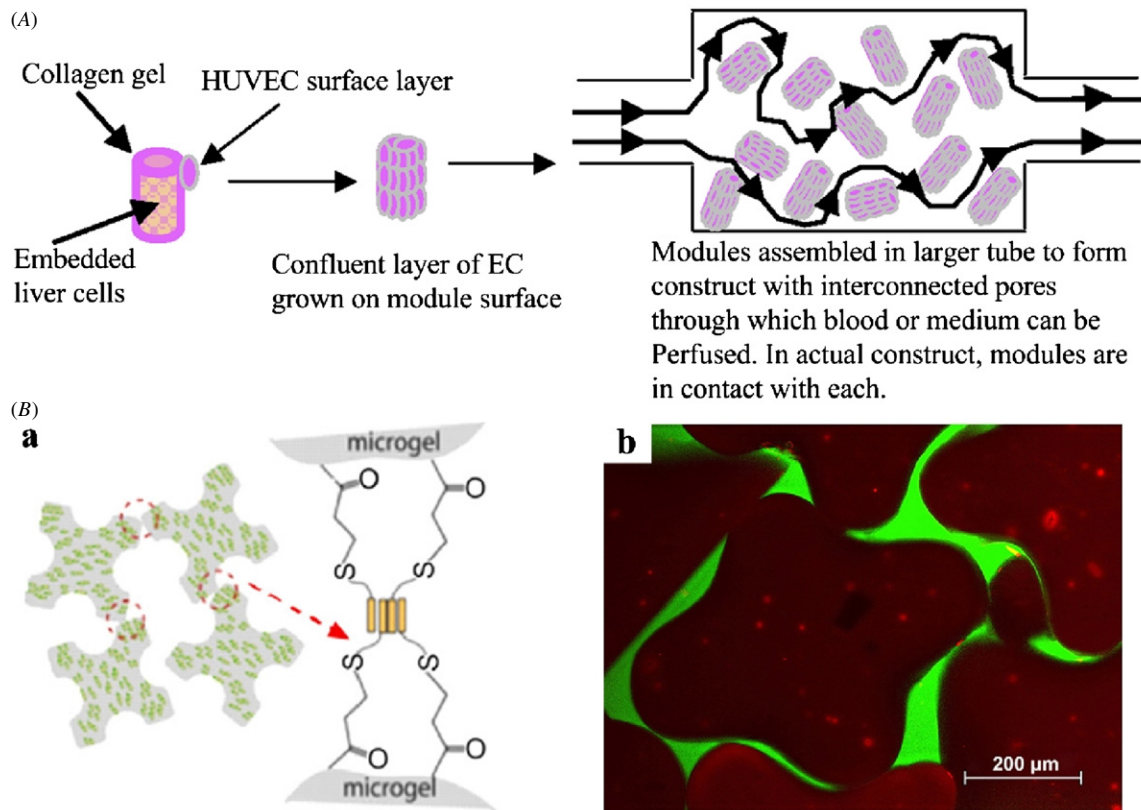 (A)
Collagen gel
HUVEC surface layer
Embedded
liver cells
Confluent layer of EC
grown on module surface
Modules assembled in larger tube to form
construct with interconnected pores
through which blood or medium can be
Perfused. In actual construct, modules are
in contact with each.
(B)
a
microgel
O
O
S
S
S
S
O
O
microgel
b
200 µm